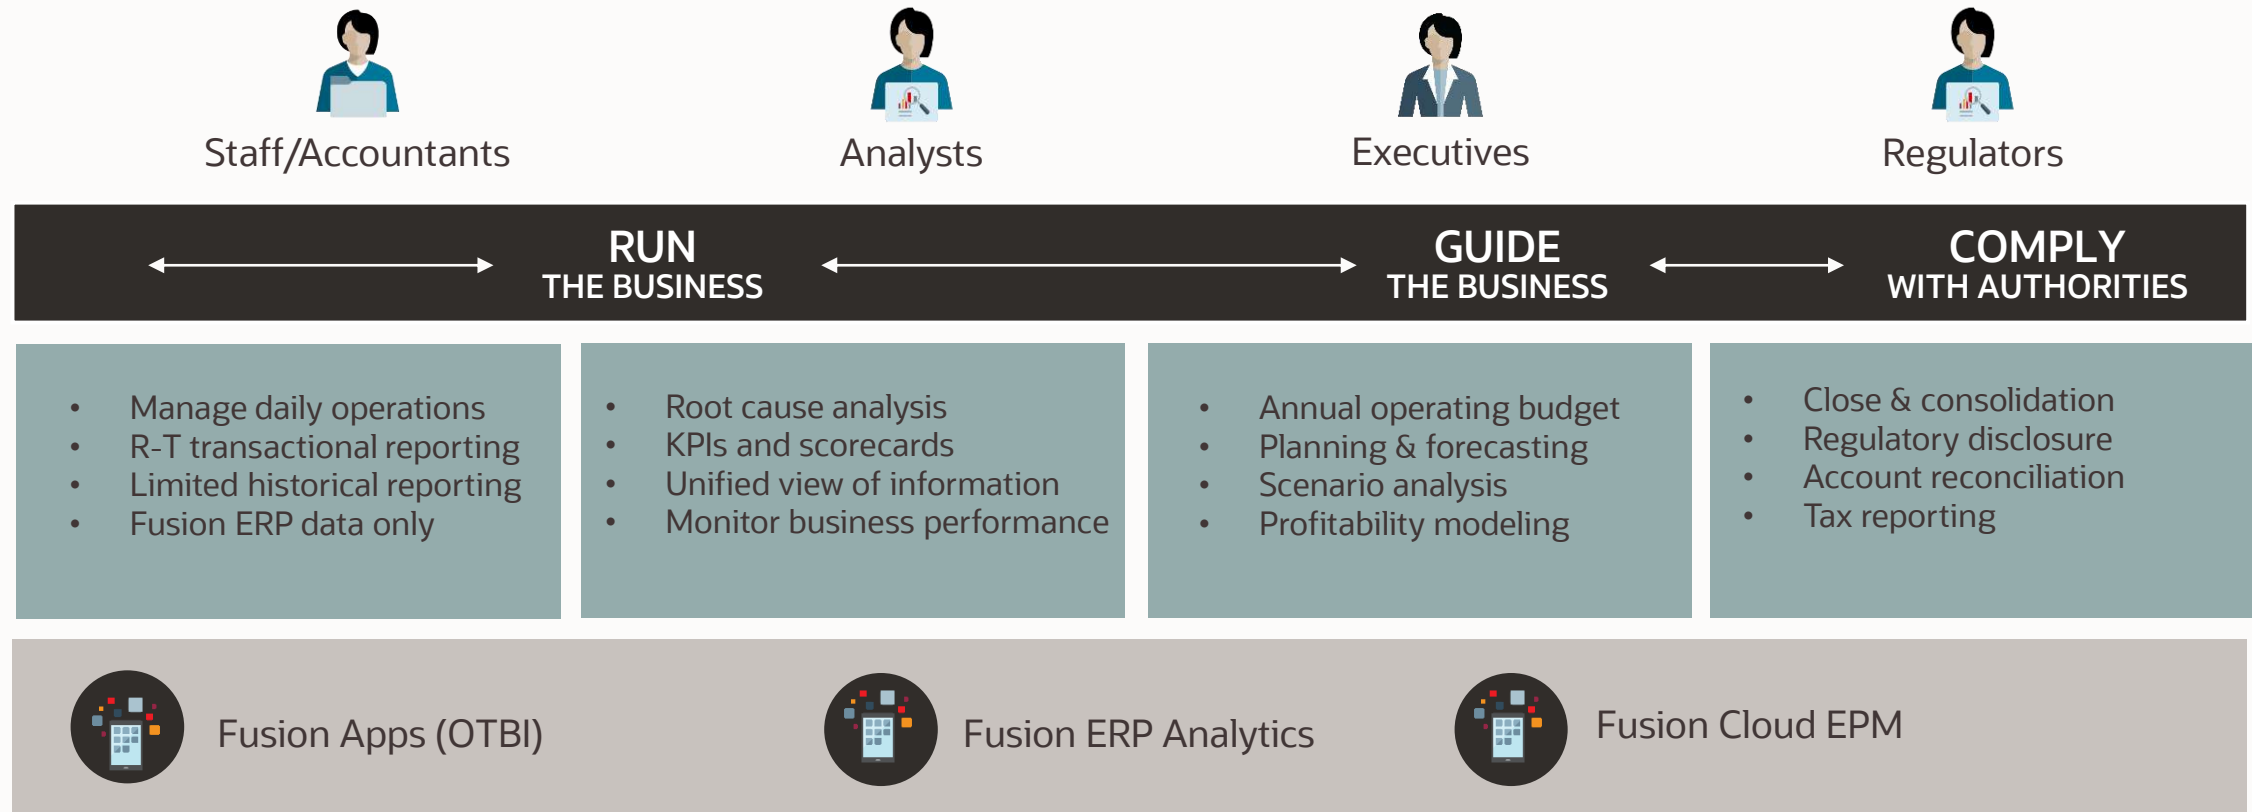 Staff/Accountants
Analysts
Executives
Regulators
RUN
THE BUSINESS
GUIDE
THE BUSINESS
COMPLY
WITH AUTHORITIES
• Manage daily operations
• R-T transactional reporting
• Limited historical reporting
• Fusion ERP data only
• Root cause analysis
• KPIs and scorecards
• Unified view of information
• Monitor business performance
• Annual operating budget
• Planning & forecasting
• Scenario analysis
• Profitability modeling
• Close & consolidation
• Regulatory disclosure
• Account reconciliation
• Tax reporting
Fusion Apps (OTBI)
Fusion ERP Analytics
Fusion Cloud EPM